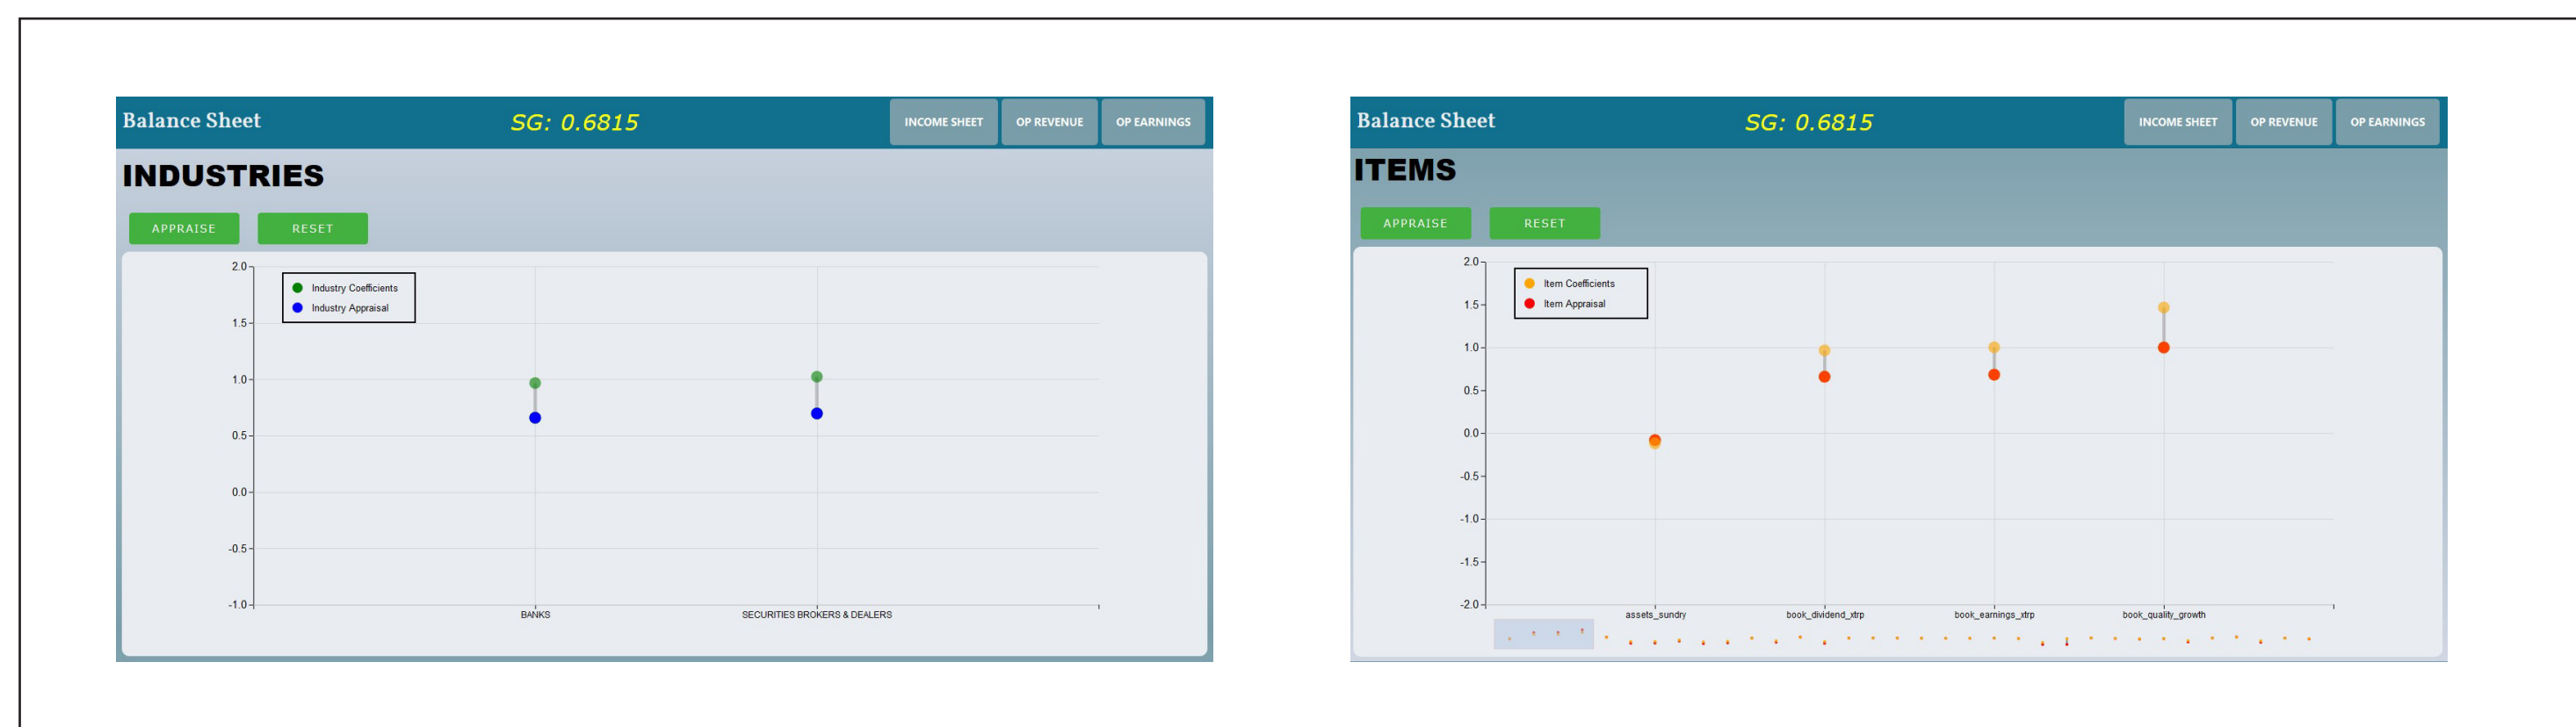 Balance Sheet SG: 0.6815 INCOME SHEET OP REVENUE OP EARNINGS
INDUSTRIES
APPRAISE RESET
2.0
Industry Coefficients
Industry Appraisal
1.5
1.0
0.5
0.0
-0.5
-1.0
BANKS SECURITIES BROKERS & DEALERS
Balance Sheet SG: 0.6815 INCOME SHEET OP REVENUE OP EARNINGS
ITEMS
APPRAISE RESET
2.0
Item Coefficients
1.5
Item Appraisal
1.0
0.5
0.0
-0.5
-1.0
-1.5
-2.0
assets_sundry book_dividend_xtrp book_earnings_xtrp book_quality_growth